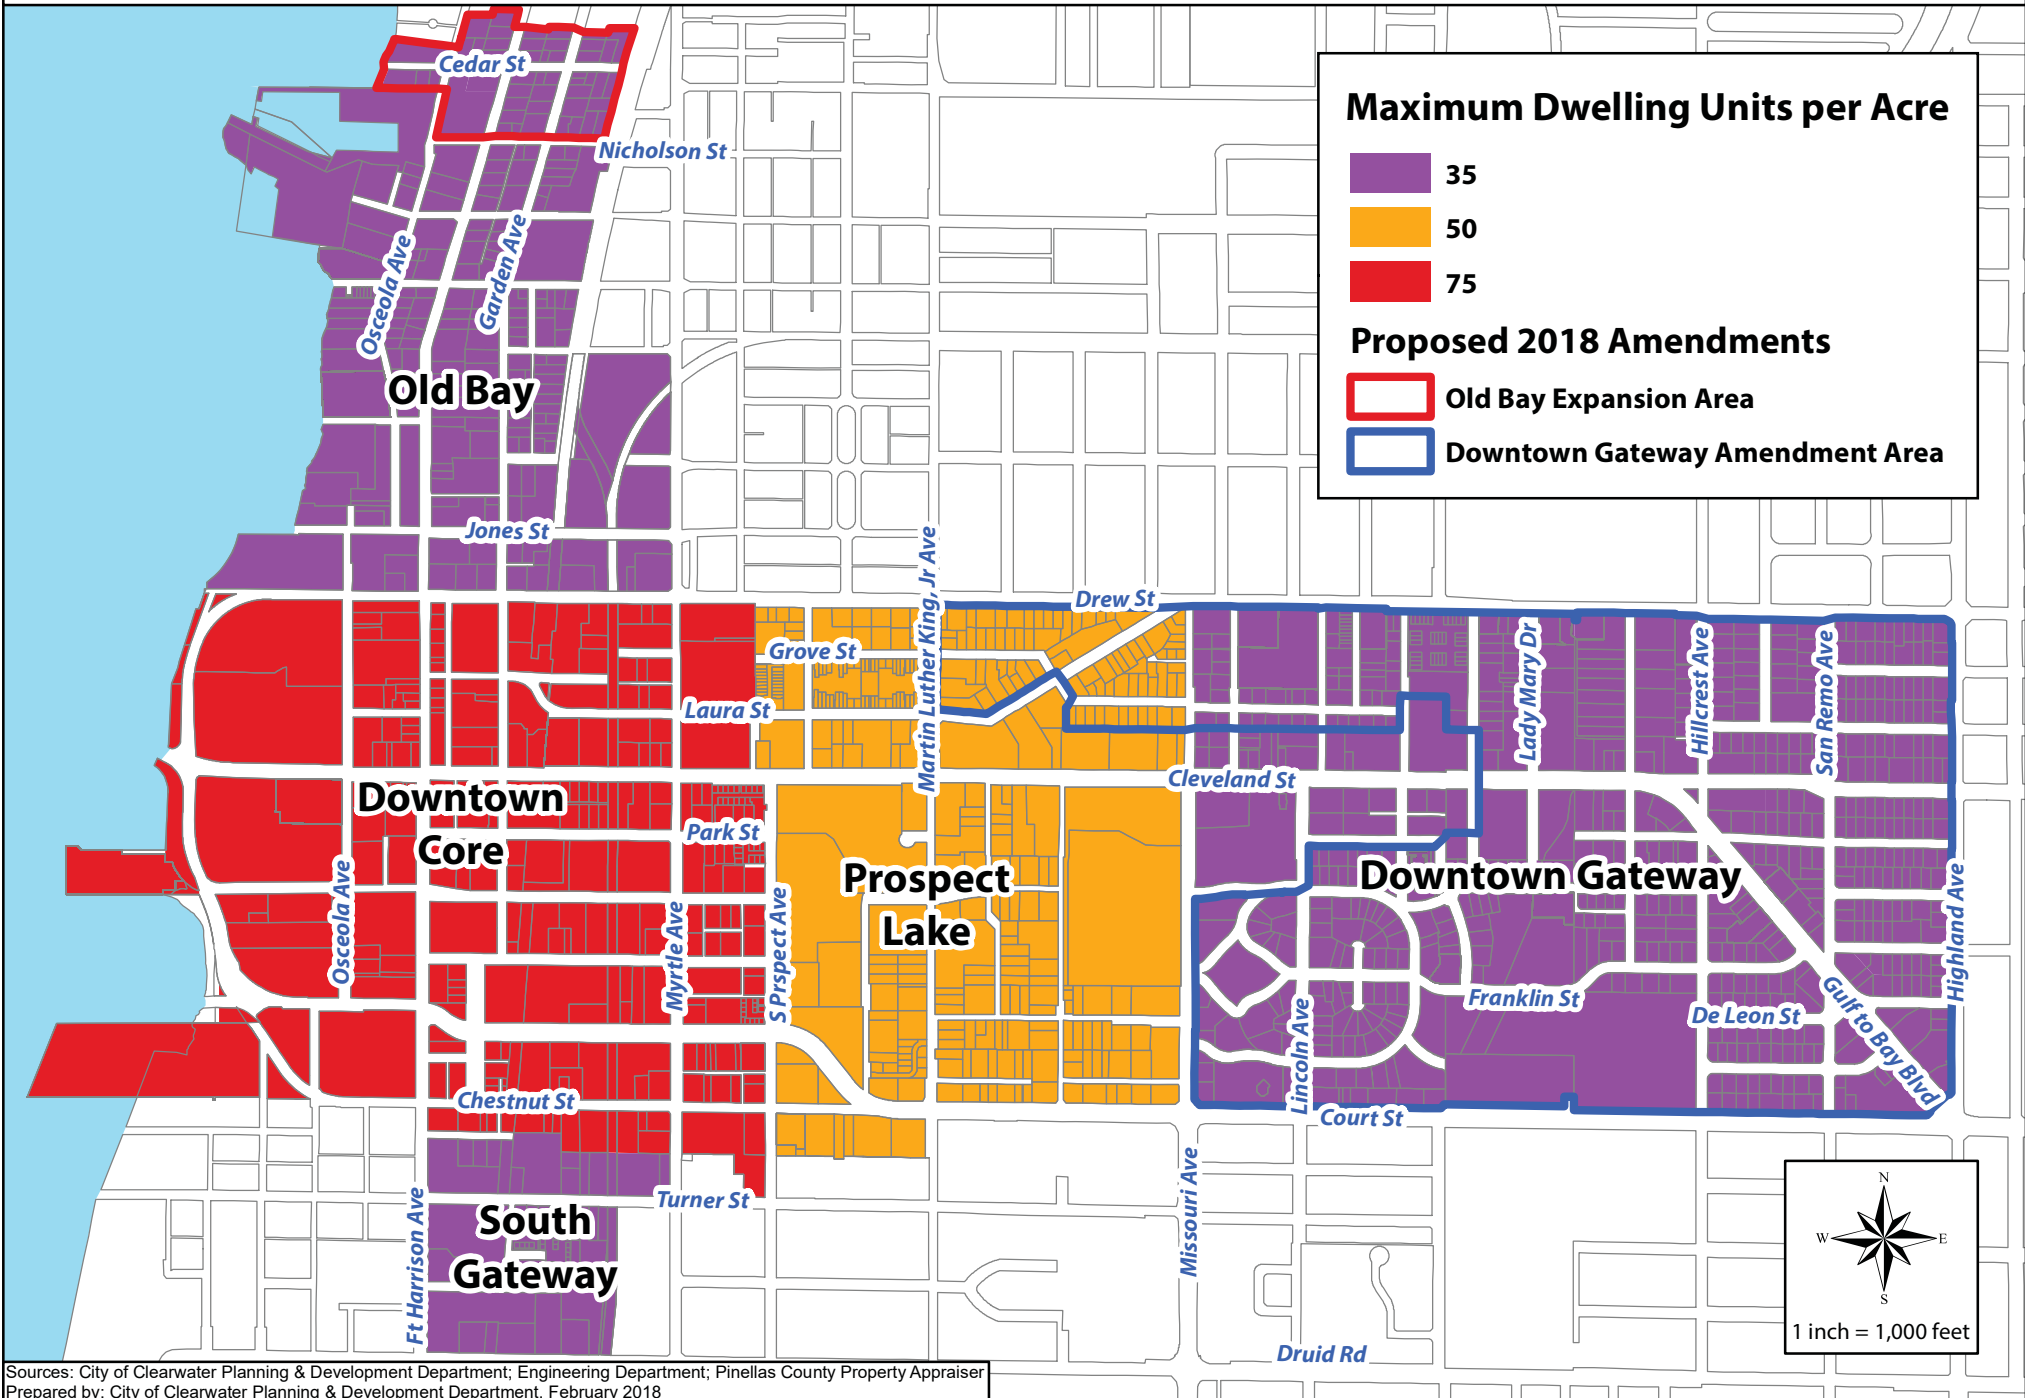 Cedar St
Nicholson St
Osceola Ave
Garden Ave
Old Bay
Jones St
Maximum Dwelling Units per Acre
35
50
75
Proposed 2018 Amendments
Old Bay Expansion Area
Downtown Gateway Amendment Area
Drew St
Grove St
Martin Luther King, Jr Ave
Laura St
Lady Mary Dr
Hillcrest Ave
San Remo Ave
Cleveland St
Downtown
Core
Park St
Prospect
Lake
Downtown Gateway
Osceola Ave
Myrtle Ave
S Prspect Ave
Highland Ave
Franklin St
De Leon St
Gulf to Bay Blvd
Lincoln Ave
Chestnut St
Court St
Turner St
Missouri Ave
Ft Harrison Ave
South
Gateway
Druid Rd
N
W
E
S
1 inch = 1,000 feet
Sources: City of Clearwater Planning & Development Department; Engineering Department; Pinellas County Property Appraiser
Prepared by: City of Clearwater Planning & Development Department, February 2018